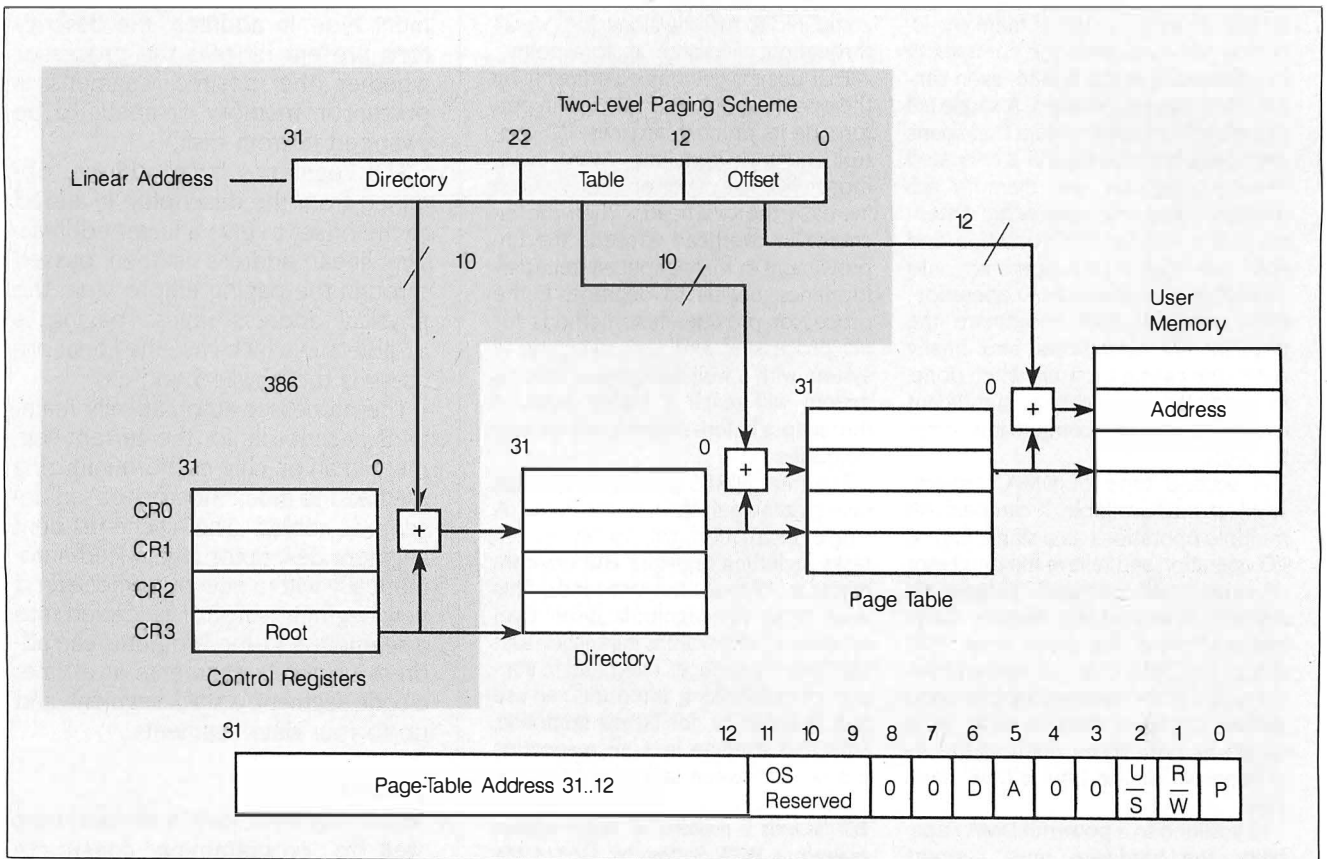 Two-Level Paging Scheme
31 22 12 0
Linear Address Directory Table Offset
12
10 10
User
Memory
386
31 0
Address
+
31 0
31 0
+
CR0
CR1
CR2
CR3 Root
Page Table
Directory
Control Registers
31 12 11 10 9 8 7 6 5 4 3 2 1 0
Page-Table Address 31..12 OS Reserved 0 0 D A 0 0 U/S R/W P